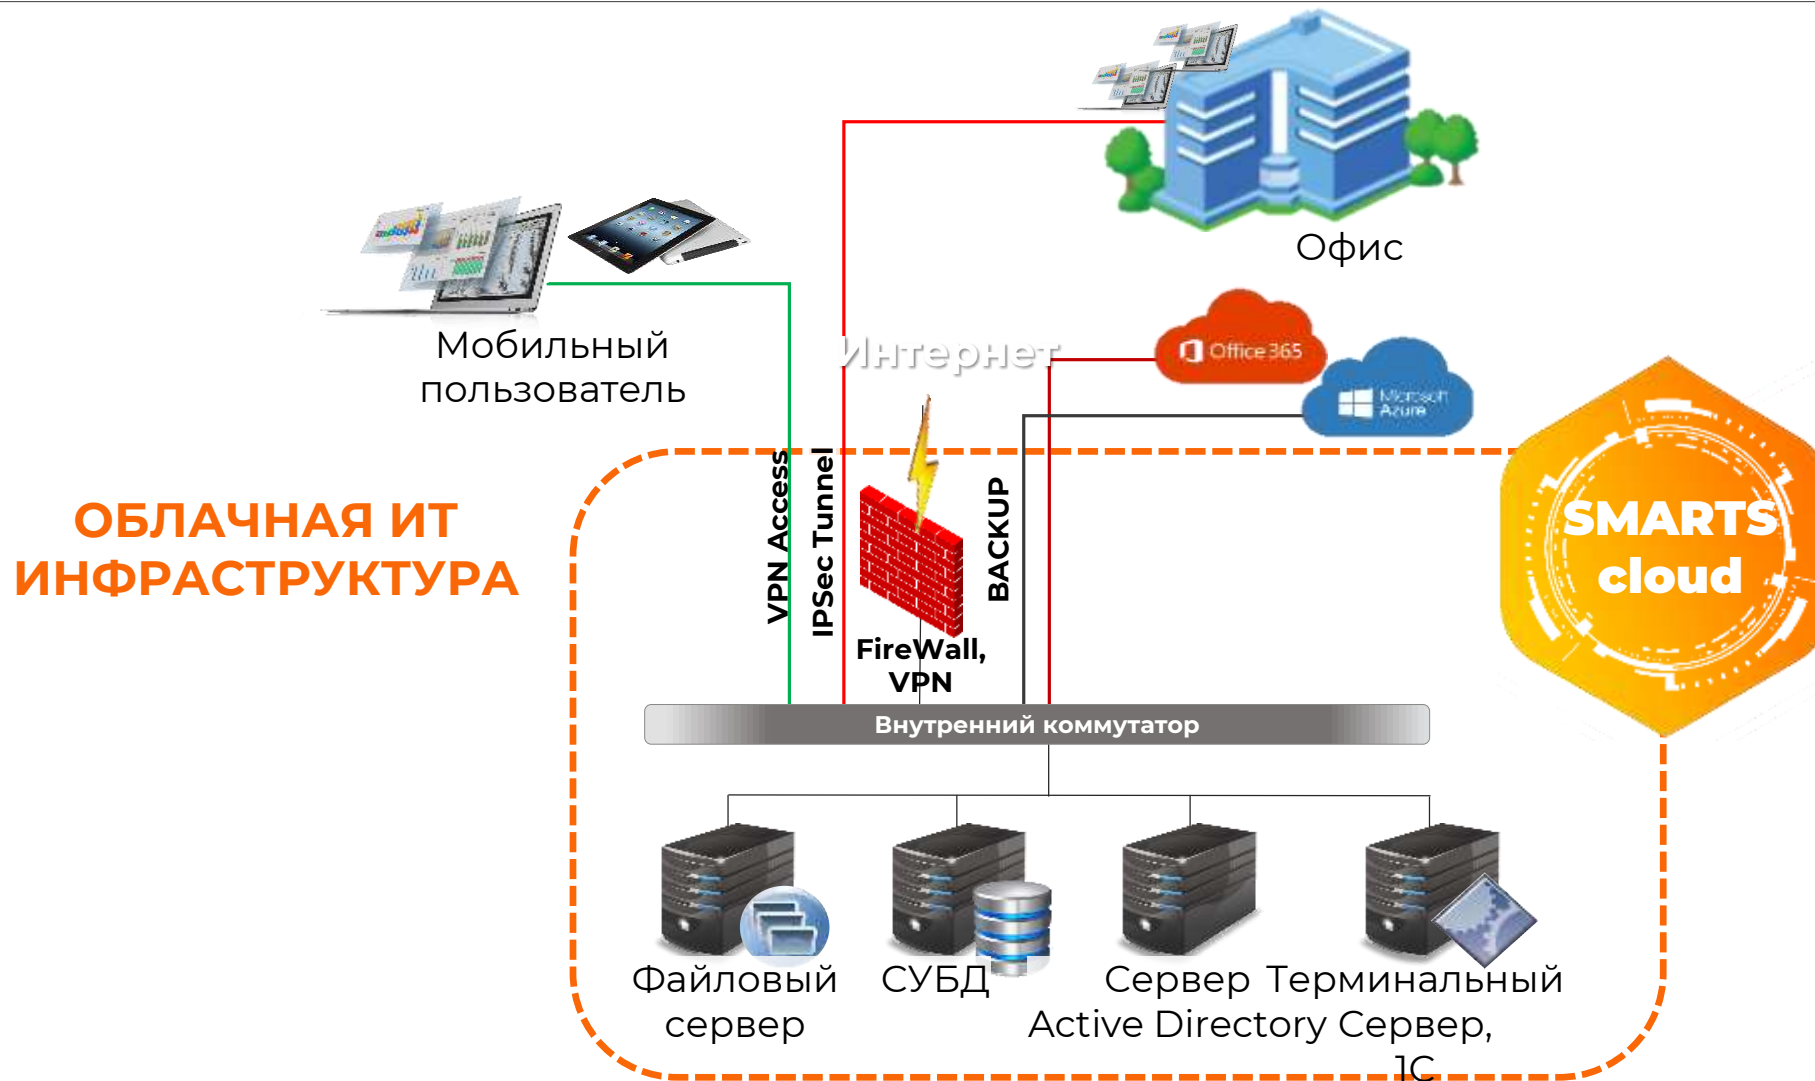 Офис
Мобильный
пользователь
Интернет
Office 365
Microsoft
Azure
ОБЛАЧНАЯ ИТ
ИНФРАСТРУКТУРА
VPN Access
IPSec Tunnel
BACKUP
SMARTS
cloud
FireWall,
VPN
Внутренний коммутатор
Файловый
сервер
СУБД
Сервер
Active Directory
Терминальный
Сервер,
1С